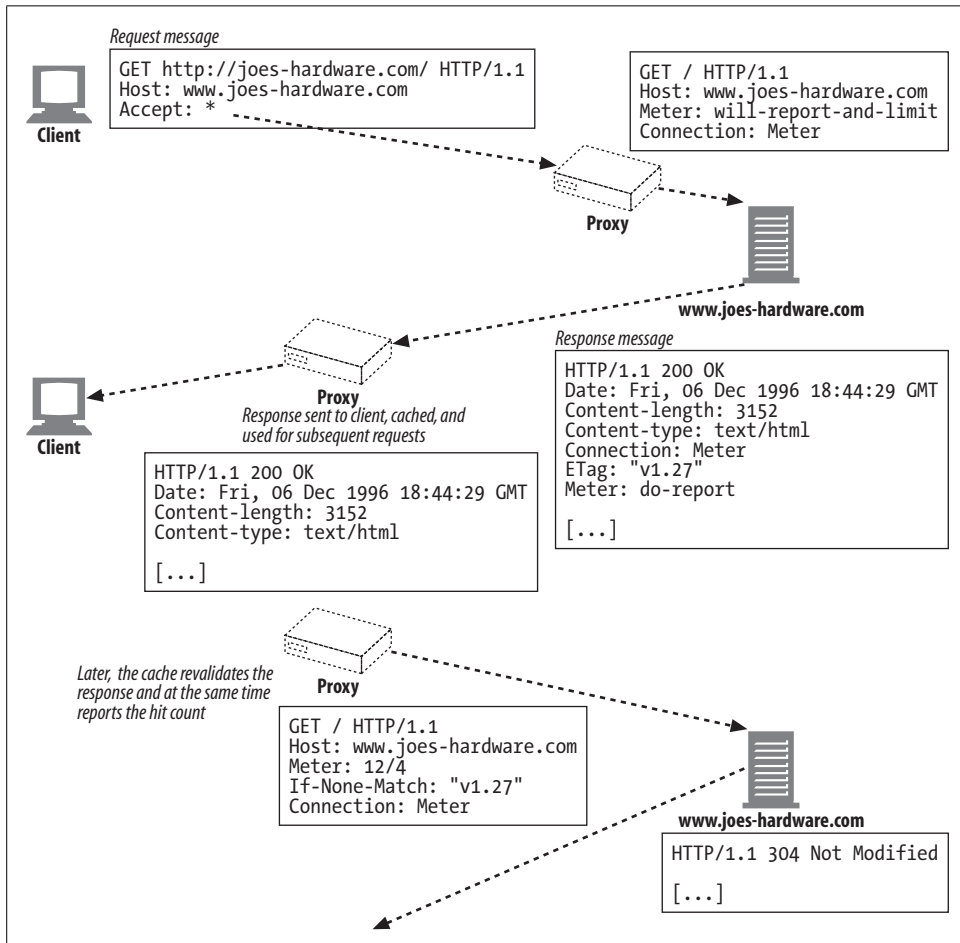 Request message
GET http://joes-hardware.com/ HTTP/1.1
Host: www.joes-hardware.com
Accept: *
Client
GET / HTTP/1.1
Host: www.joes-hardware.com
Meter: will-report-and-limit
Connection: Meter
Proxy
www.joes-hardware.com
Response message
HTTP/1.1 200 OK
Date: Fri, 06 Dec 1996 18:44:29 GMT
Content-length: 3152
Content-type: text/html
Connection: Meter
ETag: "v1.27"
Meter: do-report
[...]
Proxy
Response sent to client, cached, and
used for subsequent requests
Client
HTTP/1.1 200 OK
Date: Fri, 06 Dec 1996 18:44:29 GMT
Content-length: 3152
Content-type: text/html
[...]
Later, the cache revalidates the
response and at the same time
reports the hit count
Proxy
GET / HTTP/1.1
Host: www.joes-hardware.com
Meter: 12/4
If-None-Match: "v1.27"
Connection: Meter
www.joes-hardware.com
HTTP/1.1 304 Not Modified
[...]